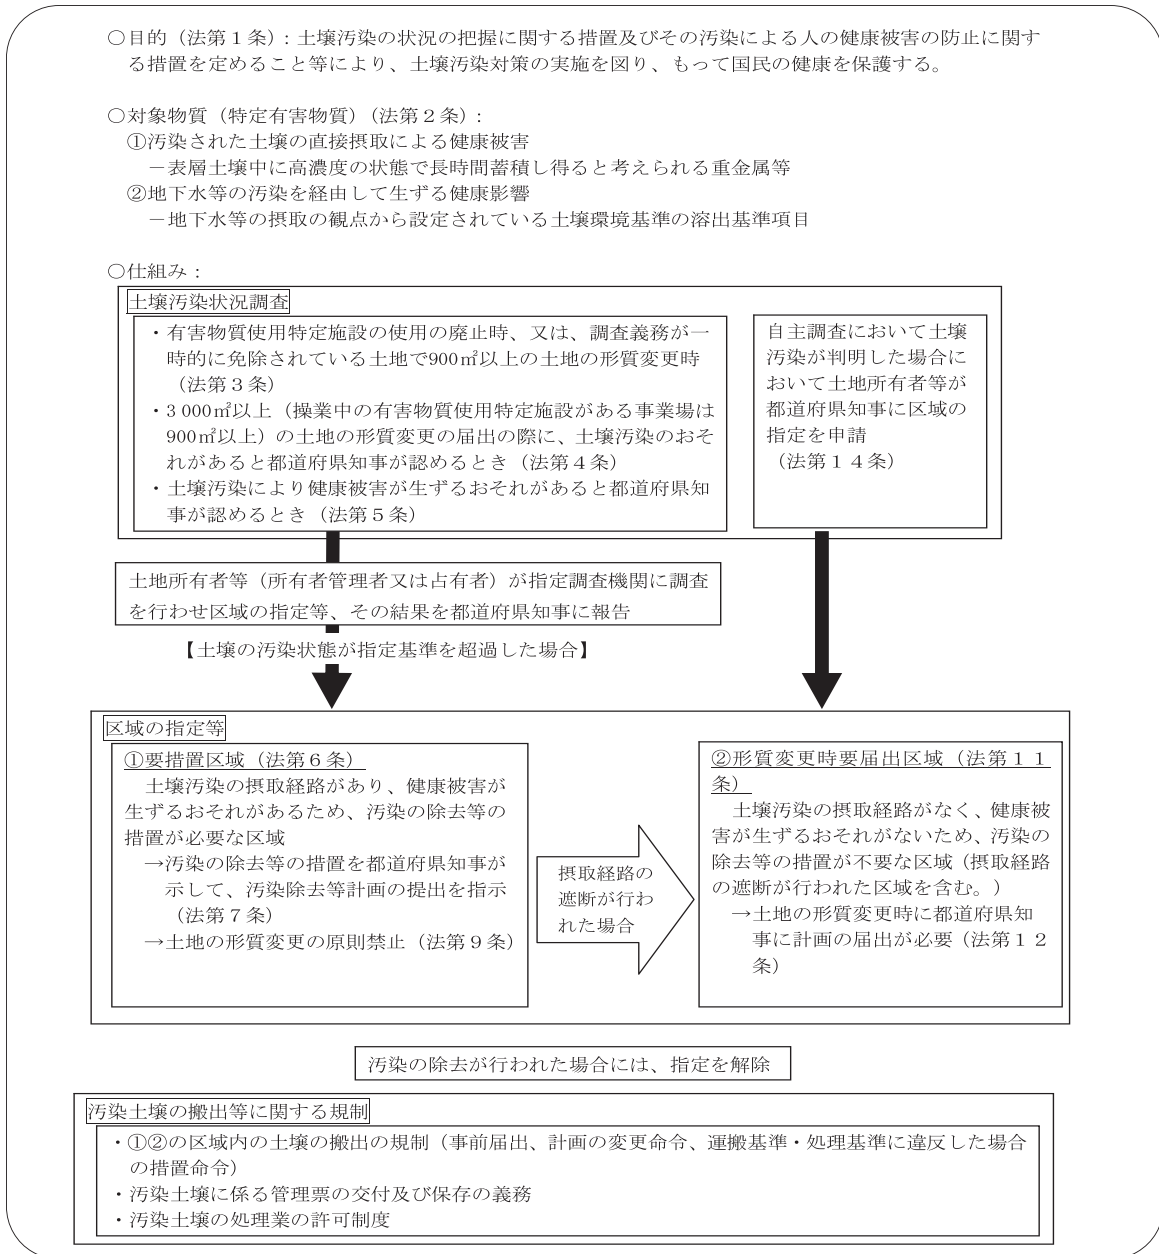 ○目的（法第１条）：土壌汚染の状況の把握に関する措置及びその汚染による人の健康被害の防止に関す
る措置を定めること等により、土壌汚染対策の実施を図り、もって国民の健康を保護する。
○対象物質（特定有害物質）（法第２条）：
①汚染された土壌の直接摂取による健康被害
－表層土壌中に高濃度の状態で長時間蓄積し得ると考えられる重金属等
②地下水等の汚染を経由して生ずる健康影響
－地下水等の摂取の観点から設定されている土壌環境基準の溶出基準項目
○仕組み：
土壌汚染状況調査
・有害物質使用特定施設の使用の廃止時、又は、調査義務が一
時的に免除されている土地で900㎡以上の土地の形質変更時
（法第３条）
・3 000㎡以上（操業中の有害物質使用特定施設がある事業場は
900㎡以上）の土地の形質変更の届出の際に、土壌汚染のおそ
れがあると都道府県知事が認めるとき（法第４条）
・土壌汚染により健康被害が生ずるおそれがあると都道府県知
事が認めるとき（法第５条）
自主調査において土壌
汚染が判明した場合に
おいて土地所有者等が
都道府県知事に区域の
指定を申請
（法第１４条）
土地所有者等（所有者管理者又は占有者）が指定調査機関に調査
を行わせ区域の指定等、その結果を都道府県知事に報告
【土壌の汚染状態が指定基準を超過した場合】
区域の指定等
①要措置区域（法第６条）
土壌汚染の摂取経路があり、健康被害が
生ずるおそれがあるため、汚染の除去等の
措置が必要な区域
→汚染の除去等の措置を都道府県知事が
示して、汚染除去等計画の提出を指示
（法第７条）
→土地の形質変更の原則禁止（法第９条）
摂取経路の
遮断が行わ
れた場合
②形質変更時要届出区域（法第１１
条）
土壌汚染の摂取経路がなく、健康被
害が生ずるおそれがないため、汚染の
除去等の措置が不要な区域（摂取経路
の遮断が行われた区域を含む。）
→土地の形質変更時に都道府県知
事に計画の届出が必要（法第１２
条）
汚染の除去が行われた場合には、指定を解除
汚染土壌の搬出等に関する規制
・①②の区域内の土壌の搬出の規制（事前届出、計画の変更命令、運搬基準・処理基準に違反した場合
の措置命令）
・汚染土壌に係る管理票の交付及び保存の義務
・汚染土壌の処理業の許可制度